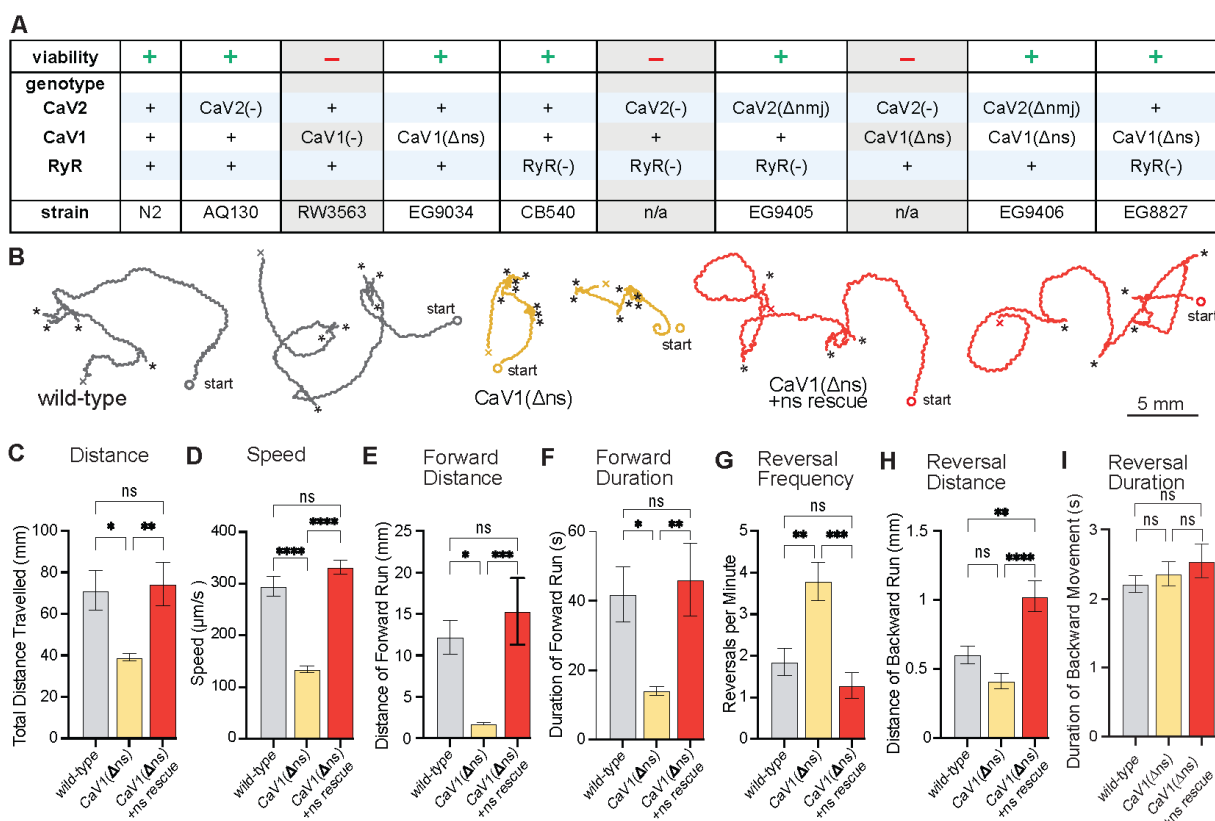 A
viability + + − + + − + − + +
genotype
CaV2 + CaV2(-) + + + CaV2(-) CaV2(Δnmj) CaV2(-) CaV2(Δnmj) +
CaV1 + + CaV1(-) CaV1(Δns) + + + CaV1(Δns) CaV1(Δns) CaV1(Δns)
RyR + + + + RyR(-) RyR(-) RyR(-) + + RyR(-)
strain N2 AQ130 RW3563 EG9034 CB540 n/a EG9405 n/a EG9406 EG8827
B
start
wild-type
start
start
CaV1(Δns)
start
CaV1(Δns)
+ns rescue
start
start
5 mm
C Distance
Total Distance Travelled (mm)
100
80
60
40
20
0
ns
* **
wild-type
CaV1(Δns)
CaV1(Δns)
+ns rescue
D Speed
Speed (µm/s)
400
300
200
100
0
ns
****
****
wild-type
CaV1(Δns)
CaV1(Δns)
+ns rescue
E Forward
Distance
Distance of Forward Run (mm)
25
20
15
10
5
0
ns
* ***
wild-type
CaV1(Δns)
CaV1(Δns)
+ns rescue
F Forward
Duration
Duration of Forward Run (s)
60
40
20
0
ns
* **
wild-type
CaV1(Δns)
CaV1(Δns)
+ns rescue
G Reversal
Frequency
Reversals per Minute
6
4
2
0
ns
** ***
wild-type
CaV1(Δns)
CaV1(Δns)
+ns rescue
H Reversal
Distance
Distance of Backward Run (mm)
1.5
1.0
0.5
0.0
**
ns ****
wild-type
CaV1(Δns)
CaV1(Δns)
+ns rescue
I Reversal
Duration
Duration of Backward Movement (s)
3
2
1
0
ns
ns ns
wild-type
CaV1(Δns)
CaV1(Δns)
+ns rescue